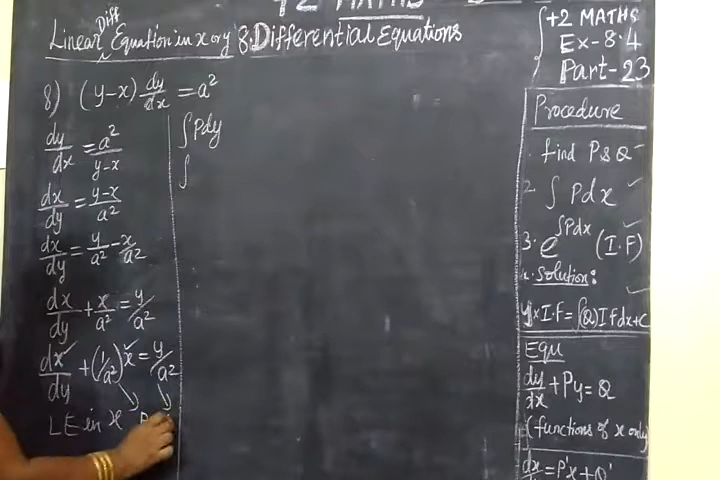 +2 MATHS
Linear Diff Equation in x or y 8. Differential Equations
8) (y-x) dy/dx = a²
dy/dx = a²/y-x
dx/dy = y-x/a²
dx/dy = y/a² - x/a²
dx/dy + x/a² = y/a²
dx/dy + (1/a²) x = y/a²
LE in x
∫Pdy
∫
+2 MATHS
Ex-8.4
Part-23
Procedure
1. find P & Q
2. ∫Pdx
3. e^∫Pdx (I.F)
4. Solution:
y×I.F = ∫(Q) I.F dx + C
Equ
dy/dx + Py = Q
(functions of x only)
dx/dy = P'x + Q'